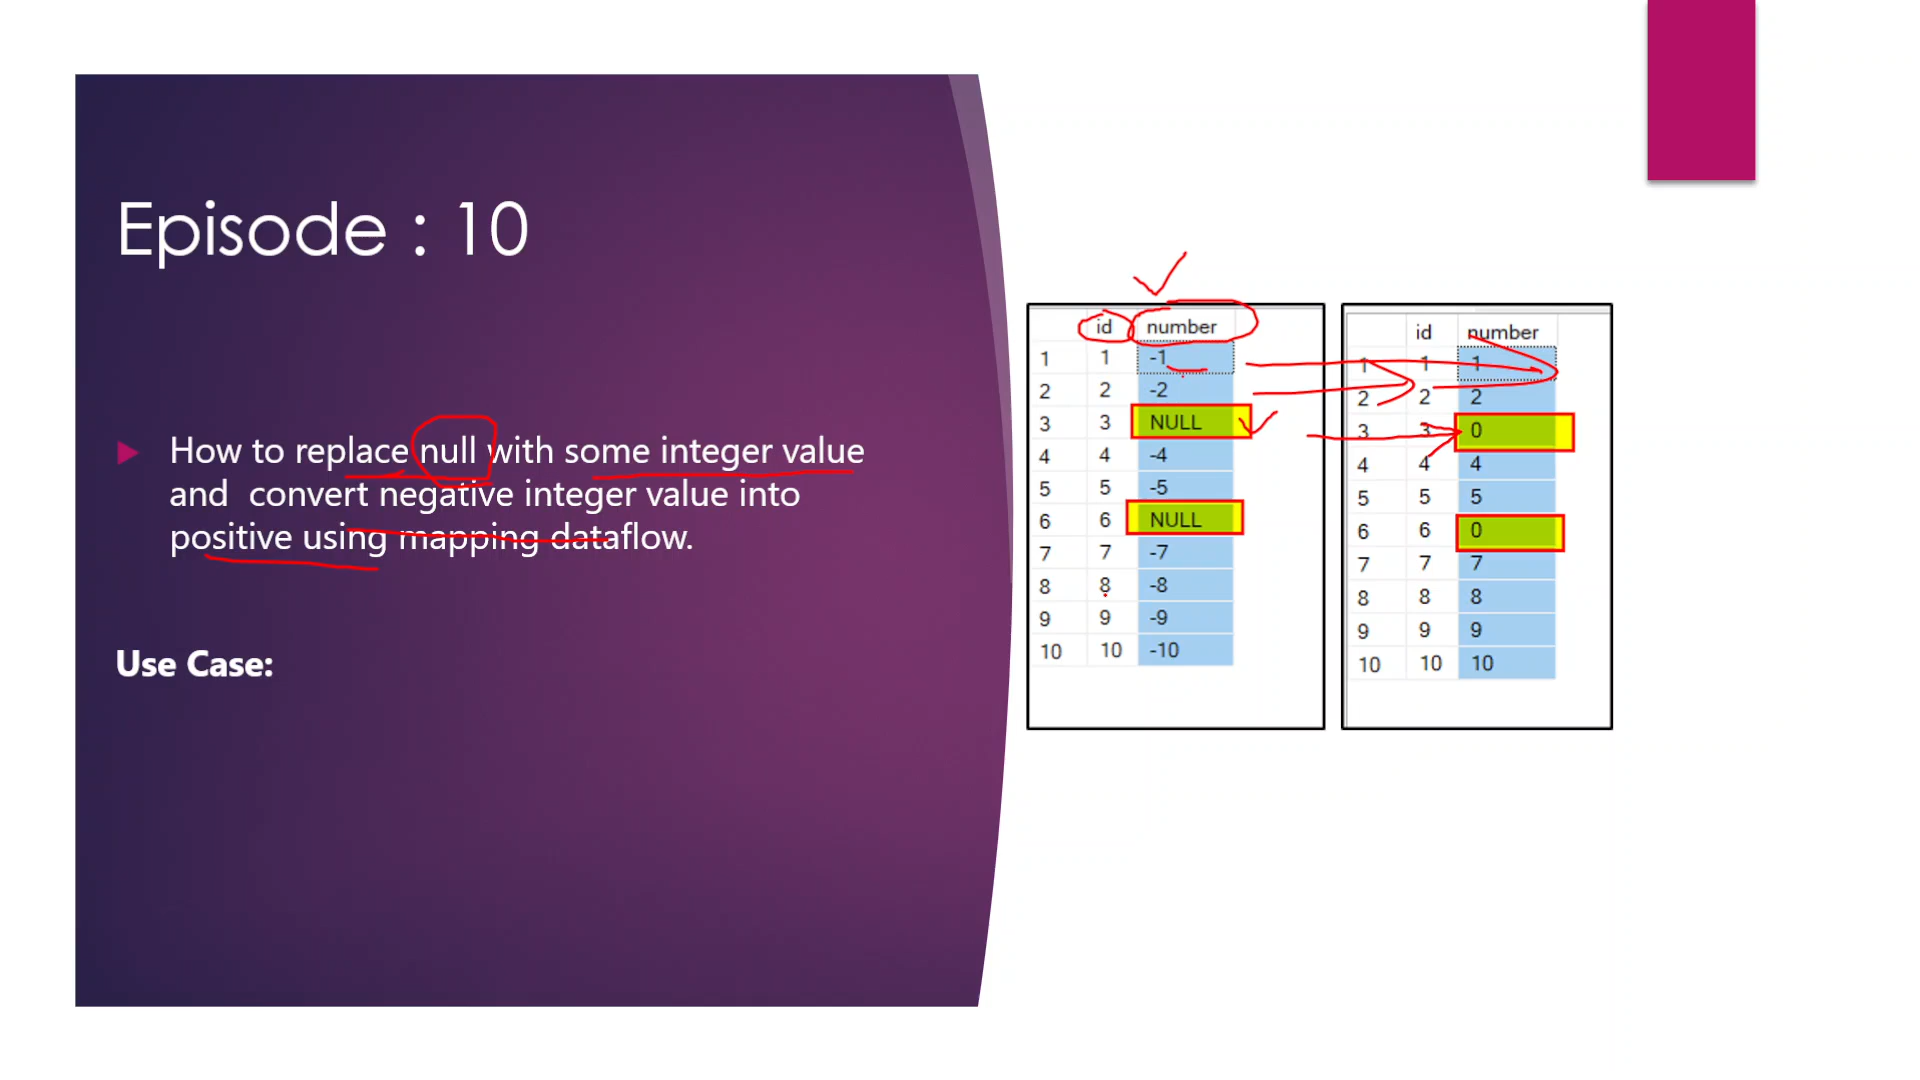 Episode : 10
How to replace null with some integer value
and  convert negative integer value into
positive using mapping dataflow.
Use Case:
id number
1 1 -1
2 2 -2
3 3 NULL
4 4 -4
5 5 -5
6 6 NULL
7 7 -7
8 8 -8
9 9 -9
10 10 -10
id number
1 1 1
2 2 2
3 3 0
4 4 4
5 5 5
6 6 0
7 7 7
8 8 8
9 9 9
10 10 10